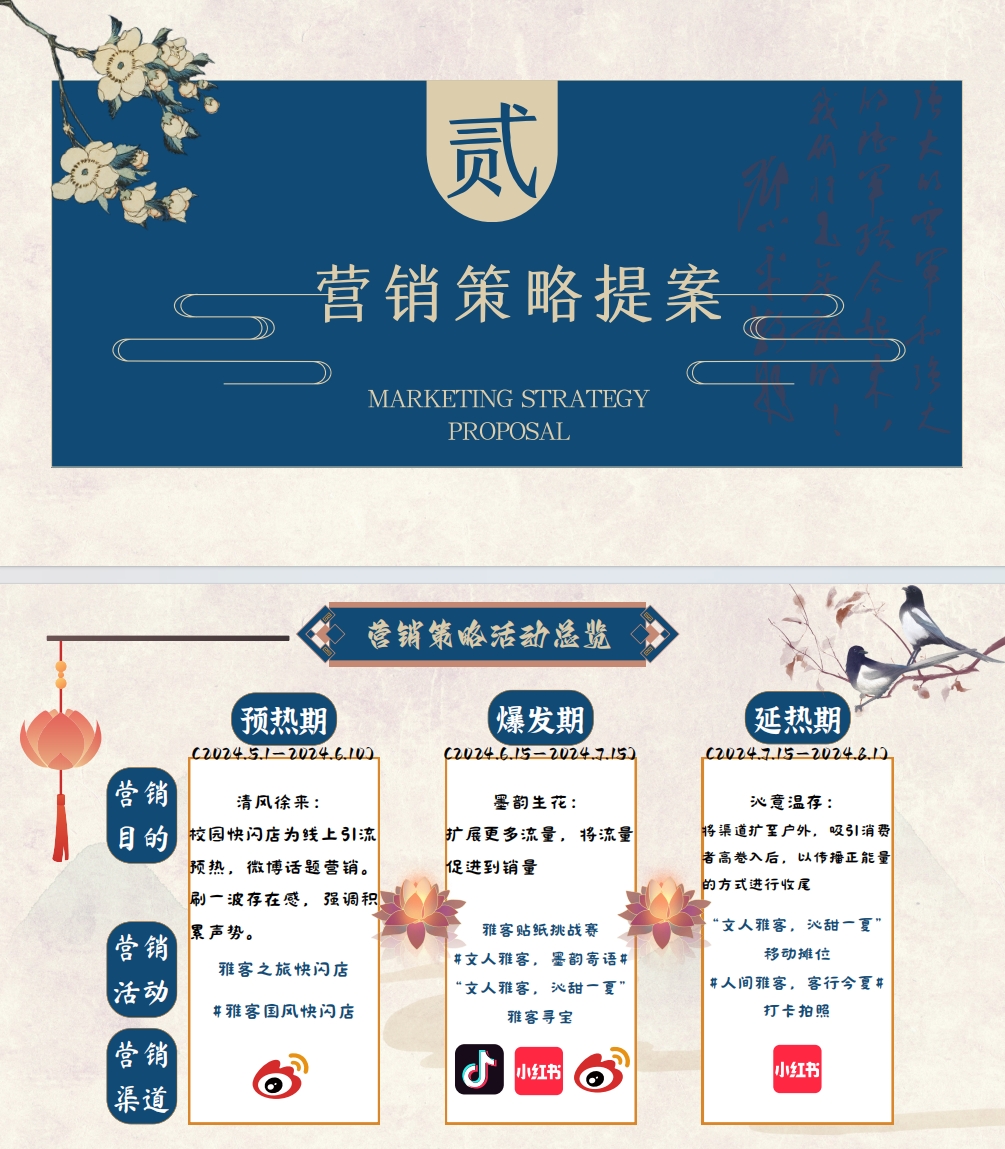 贰
营销策略提案
MARKETING STRATEGY
PROPOSAL
营销策略活动总览
预热期
爆发期
延热期
(2024.5.1-2024.6.10)
(2024.6.15-2024.7.15)
(2024.7.15-2024.8.1)
营销
目的
清风徐来：
校园快闪店为线上引流
预热，微博话题营销。
刷一波存在感，强调积
累声势。
墨韵生花：
扩展更多流量，将流量
促进到销量
沁意温存：
将渠道扩至户外，吸引消费
者高卷入后，以传播正能量
的方式进行收尾
营销
活动
雅客之旅快闪店
#雅客国风快闪店
雅客贴纸挑战赛
#文人雅客，墨韵寄语#
“文人雅客，沁甜一夏”
雅客寻宝
“文人雅客，沁甜一夏”
移动摊位
#人间雅客，客行今夏#
打卡拍照
营销
渠道
小红书
小红书